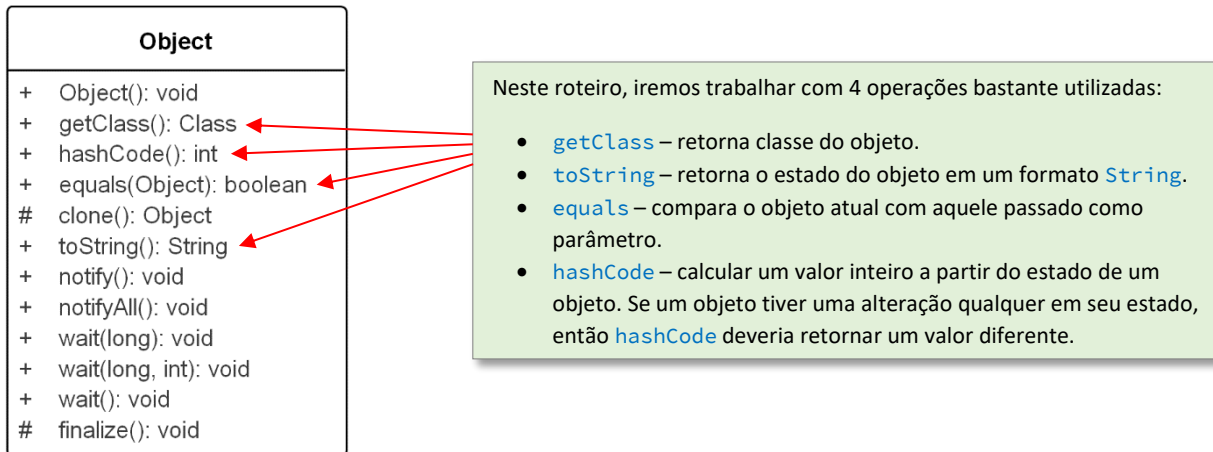 Object
+ Object(): void
+ getClass(): Class
+ hashCode(): int
+ equals(Object): boolean
# clone(): Object
+ toString(): String
+ notify(): void
+ notifyAll(): void
+ wait(long): void
+ wait(long, int): void
+ wait(): void
# finalize(): void
Neste roteiro, iremos trabalhar com 4 operações bastante utilizadas:
• getClass – retorna classe do objeto.
• toString – retorna o estado do objeto em um formato String.
• equals – compara o objeto atual com aquele passado como
parâmetro.
• hashCode – calcular um valor inteiro a partir do estado de um
objeto. Se um objeto tiver uma alteração qualquer em seu estado,
então hashCode deveria retornar um valor diferente.